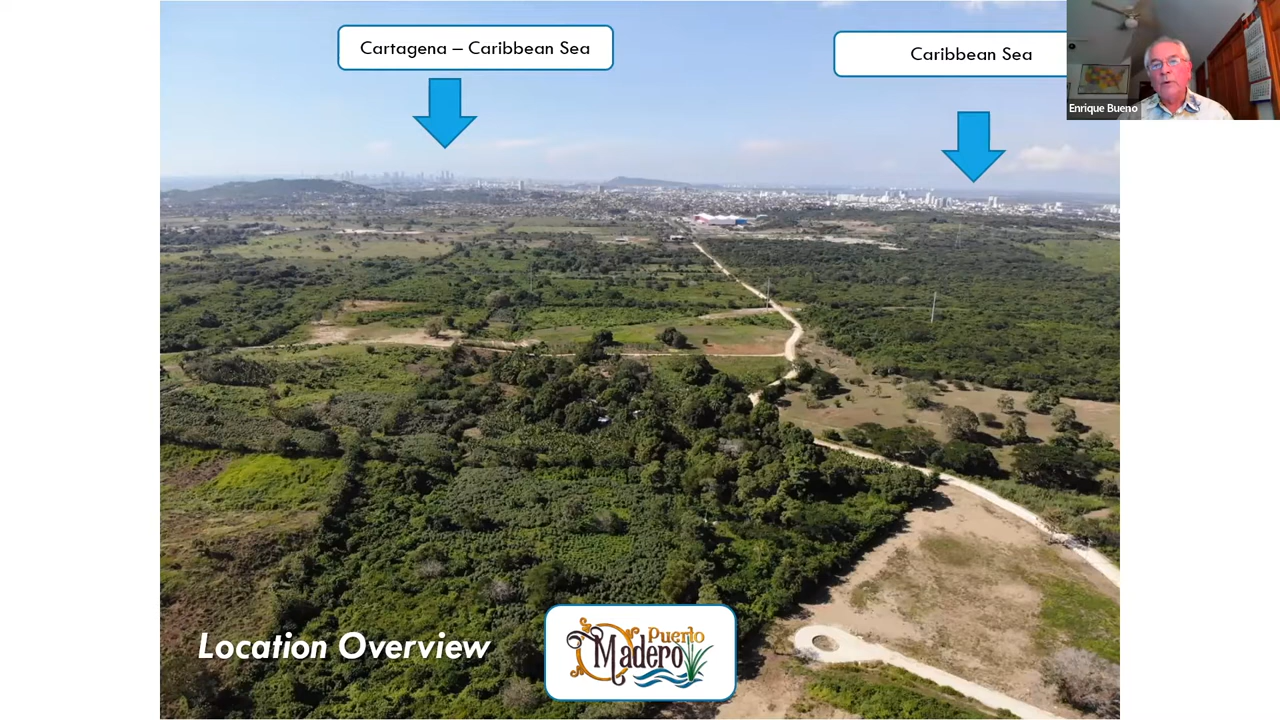 Cartagena – Caribbean Sea
Caribbean Sea
Enrique Bueno
Location Overview
Puerto
Madero